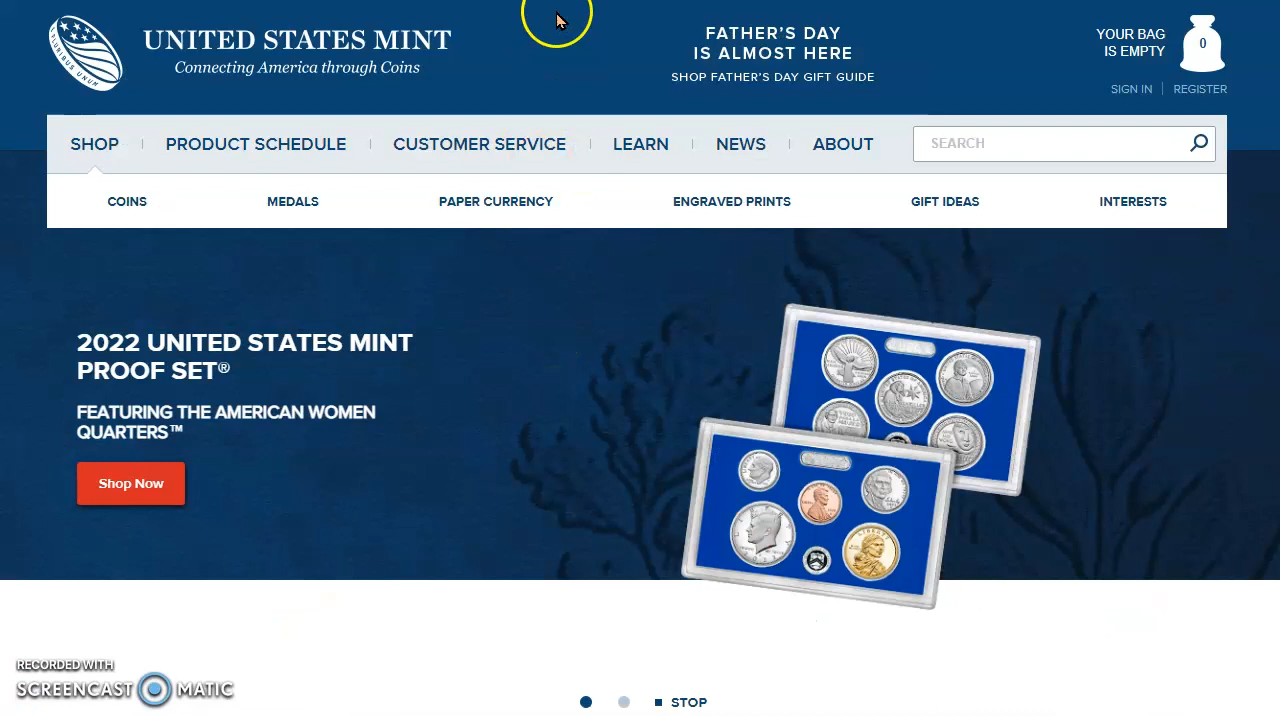 UNITED STATES MINT
Connecting America through Coins
FATHER'S DAY
IS ALMOST HERE
SHOP FATHER'S DAY GIFT GUIDE
YOUR BAG
IS EMPTY
0
SIGN IN | REGISTER
SHOP
PRODUCT SCHEDULE
CUSTOMER SERVICE
LEARN
NEWS
ABOUT
SEARCH
COINS
MEDALS
PAPER CURRENCY
ENGRAVED PRINTS
GIFT IDEAS
INTERESTS
2022 UNITED STATES MINT
PROOF SET®
FEATURING THE AMERICAN WOMEN
QUARTERS™
Shop Now
RECORDED WITH
SCREENCAST MATIC
STOP